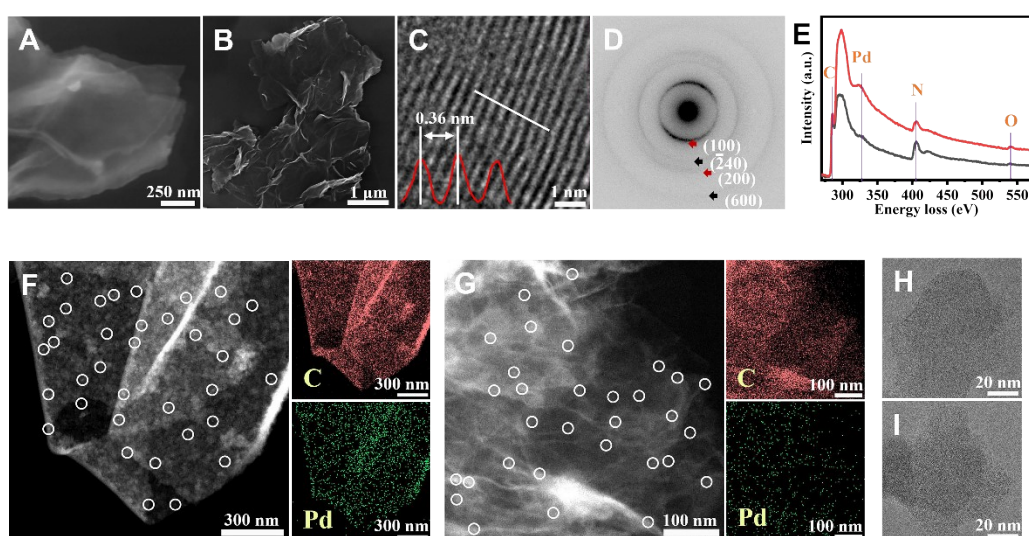 A
250 nm
B
1 μm
C
0.36 nm
1 nm
D
(100)
(2̄40)
(200)
(600)
E
Intensity (a.u.)
C
Pd
N
O
300 350 400 450 500 550
Energy loss (eV)
F
300 nm
C
300 nm
Pd
300 nm
G
100 nm
C
100 nm
Pd
100 nm
H
20 nm
I
20 nm